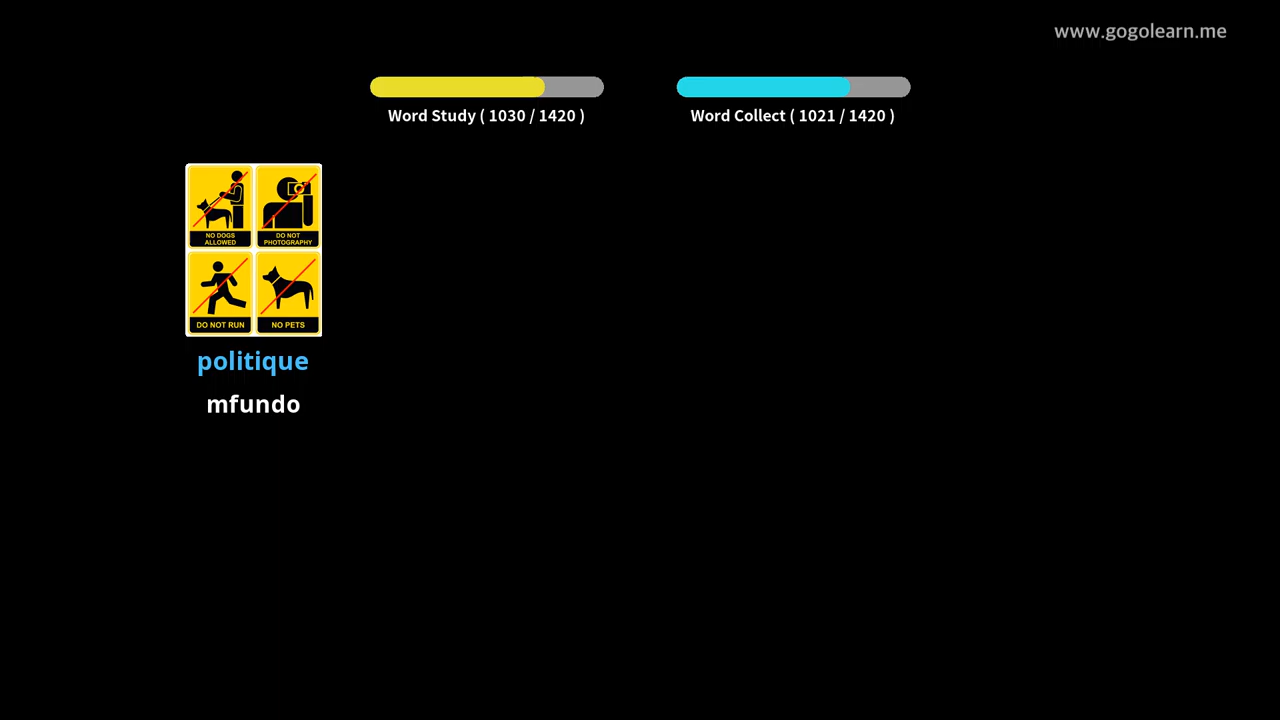 www.gogolearn.me
Word Study ( 1030 / 1420 )
Word Collect ( 1021 / 1420 )
NO DOGS
ALLOWED
DO NOT
PHOTOGRAPHY
DO NOT RUN
NO PETS
politique
mfundo